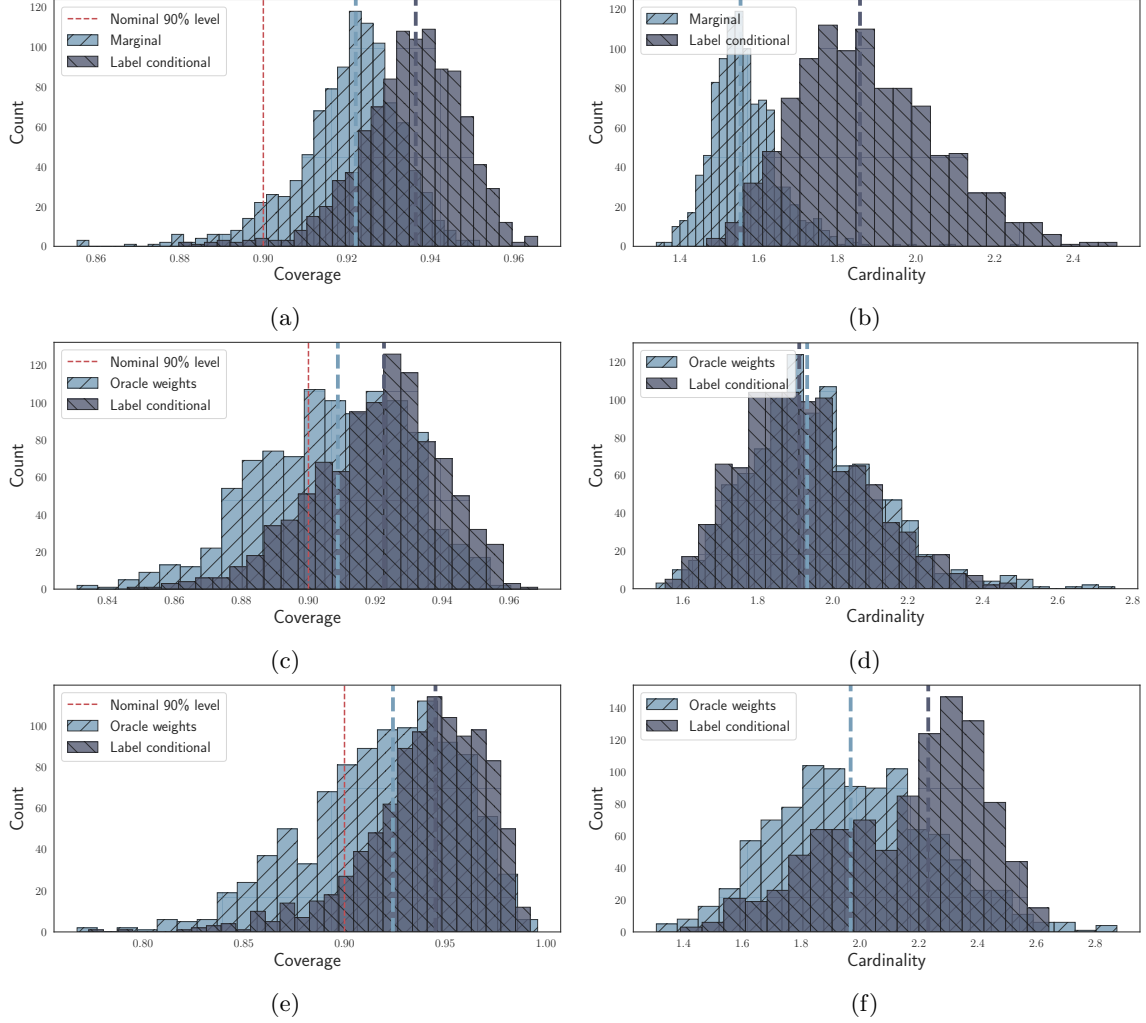 Nominal 90% level
Marginal
Label conditional
Count
0
20
40
60
80
100
120
0.86
0.88
0.90
0.92
0.94
0.96
Coverage
(a)
Marginal
Label conditional
Count
0
20
40
60
80
100
120
1.4
1.6
1.8
2.0
2.2
2.4
Cardinality
(b)
Nominal 90% level
Oracle weights
Label conditional
Count
0
20
40
60
80
100
120
0.84
0.86
0.88
0.90
0.92
0.94
0.96
Coverage
(c)
Oracle weights
Label conditional
Count
0
20
40
60
80
100
120
1.6
1.8
2.0
2.2
2.4
2.6
2.8
Cardinality
(d)
Nominal 90% level
Oracle weights
Label conditional
Count
0
20
40
60
80
100
0.80
0.85
0.90
0.95
1.00
Coverage
(e)
Oracle weights
Label conditional
Count
0
20
40
60
80
100
120
140
1.4
1.6
1.8
2.0
2.2
2.4
2.6
2.8
Cardinality
(f)